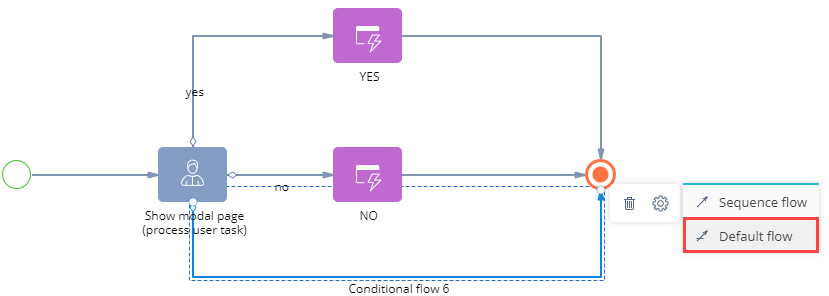 YES
yes
no
Show modal page
(process user task)
NO
Sequence flow
Default flow
Conditional flow 6